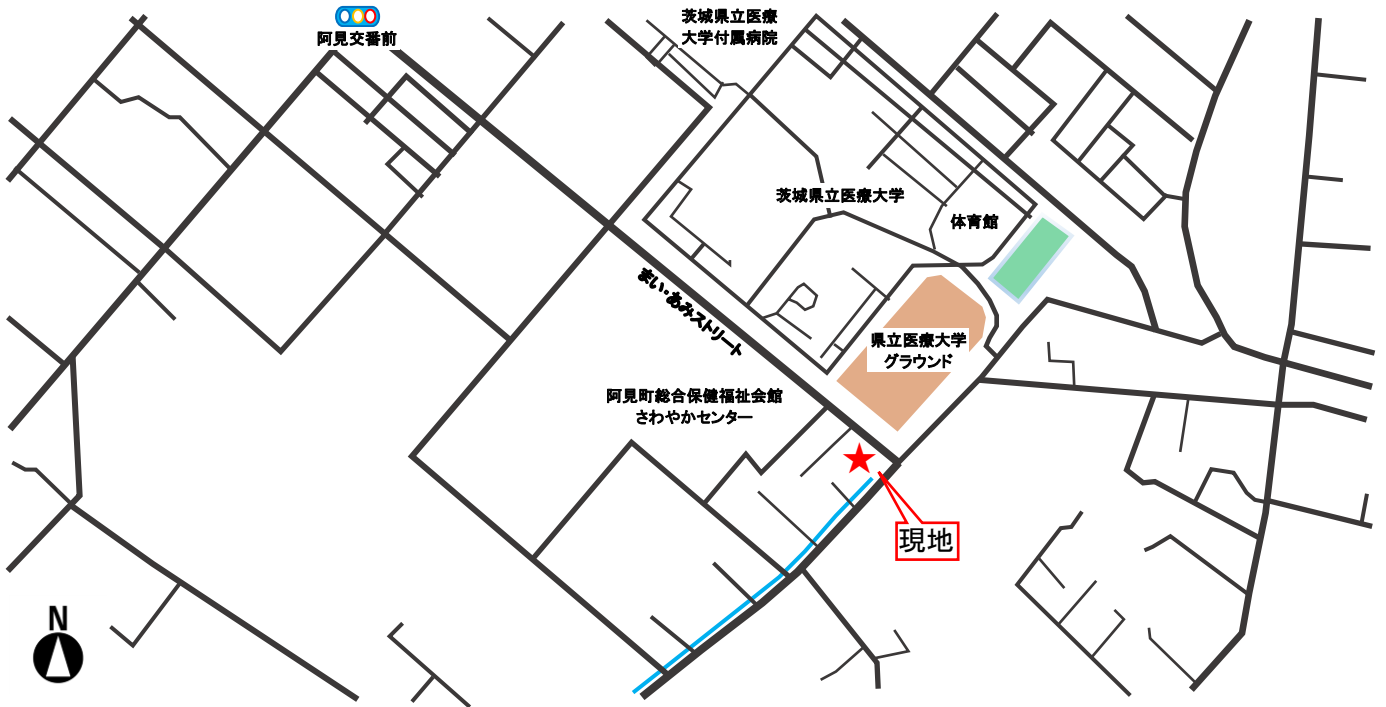 阿見交番前
茨城県立医療
大学付属病院
茨城県立医療大学
体育館
まい・あみストリート
県立医療大学
グラウンド
阿見町総合保健福祉会館
さわやかセンター
現地
N